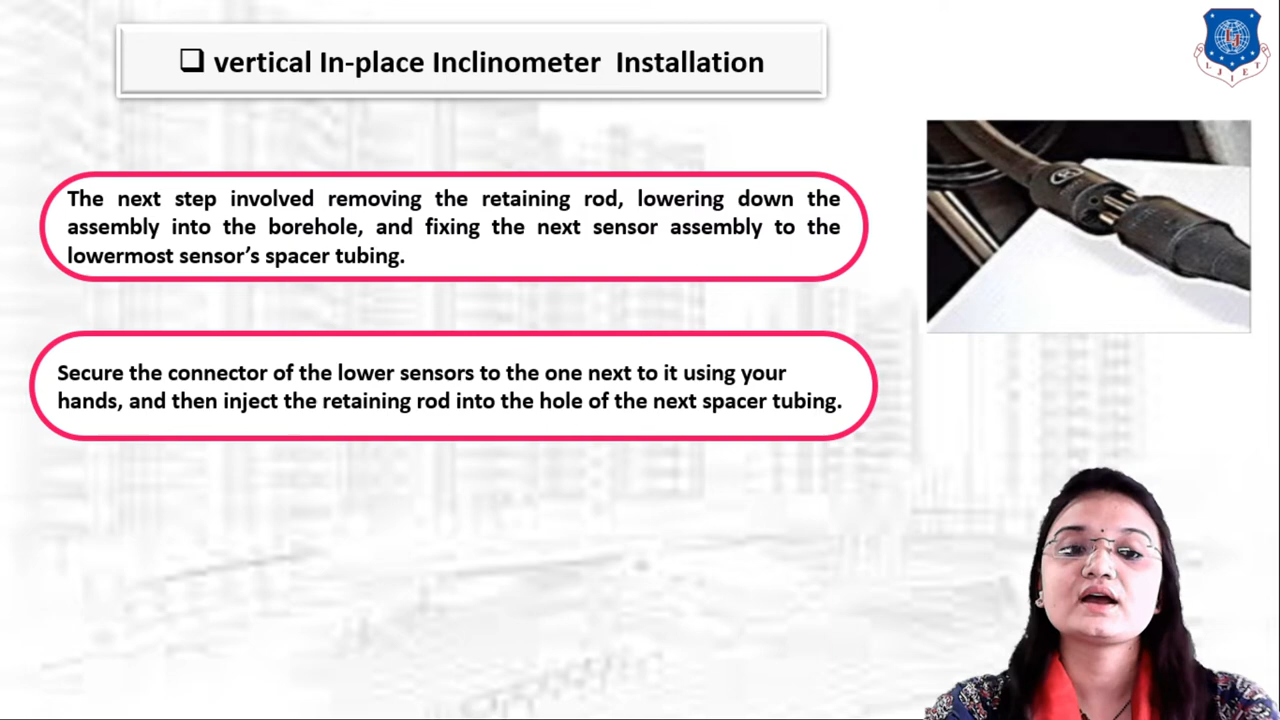 ❑ vertical In-place Inclinometer Installation
The next step involved removing the retaining rod, lowering down the
assembly into the borehole, and fixing the next sensor assembly to the
lowermost sensor's spacer tubing.
Secure the connector of the lower sensors to the one next to it using your
hands, and then inject the retaining rod into the hole of the next spacer tubing.
LJIET